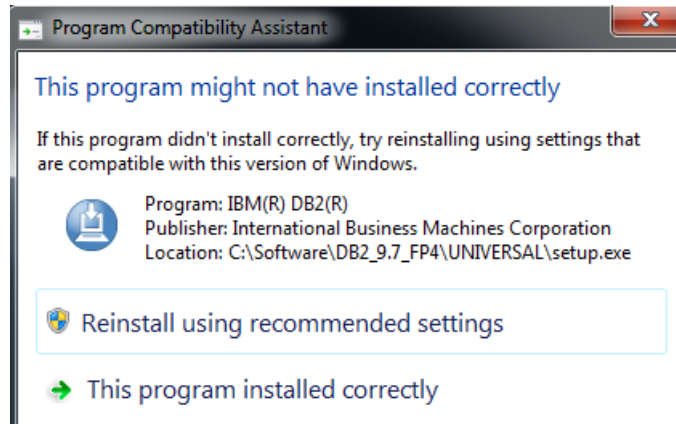 Program Compatibility Assistant
This program might not have installed correctly
If this program didn't install correctly, try reinstalling using settings that
are compatible with this version of Windows.
Program: IBM(R) DB2(R)
Publisher: International Business Machines Corporation
Location: C:\Software\DB2_9.7_FP4\UNIVERSAL\setup.exe
Reinstall using recommended settings
This program installed correctly